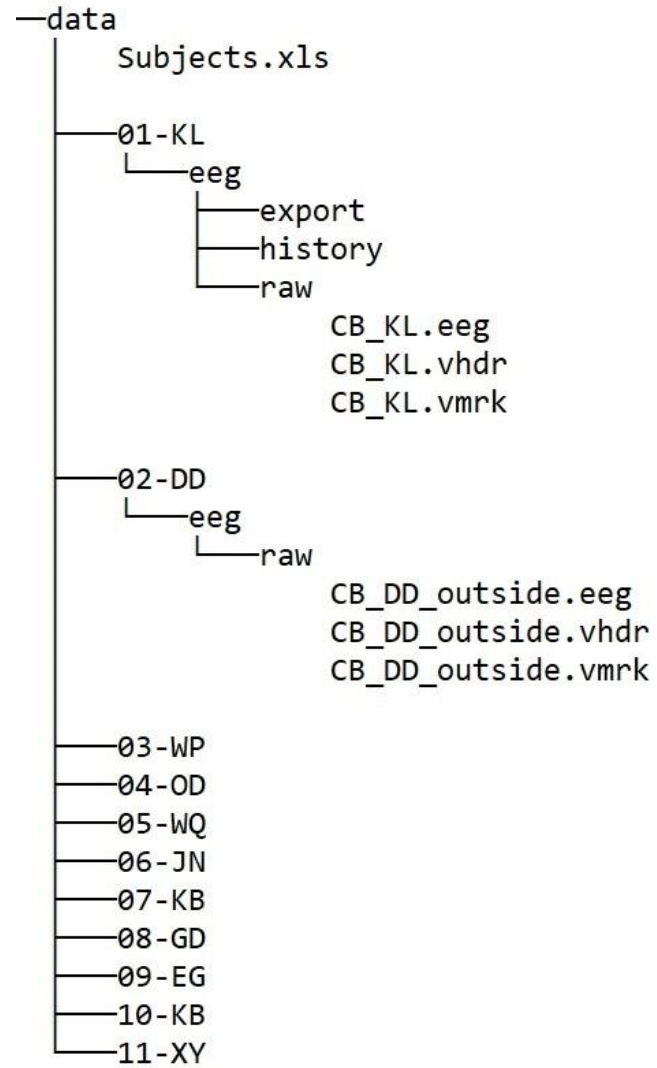 data
Subjects.xls
01-KL
eeg
export
history
raw
CB_KL.eeg
CB_KL.vhdr
CB_KL.vmrk
02-DD
eeg
raw
CB_DD_outside.eeg
CB_DD_outside.vhdr
CB_DD_outside.vmrk
03-WP
04-OD
05-WQ
06-JN
07-KB
08-GD
09-EG
10-KB
11-XY